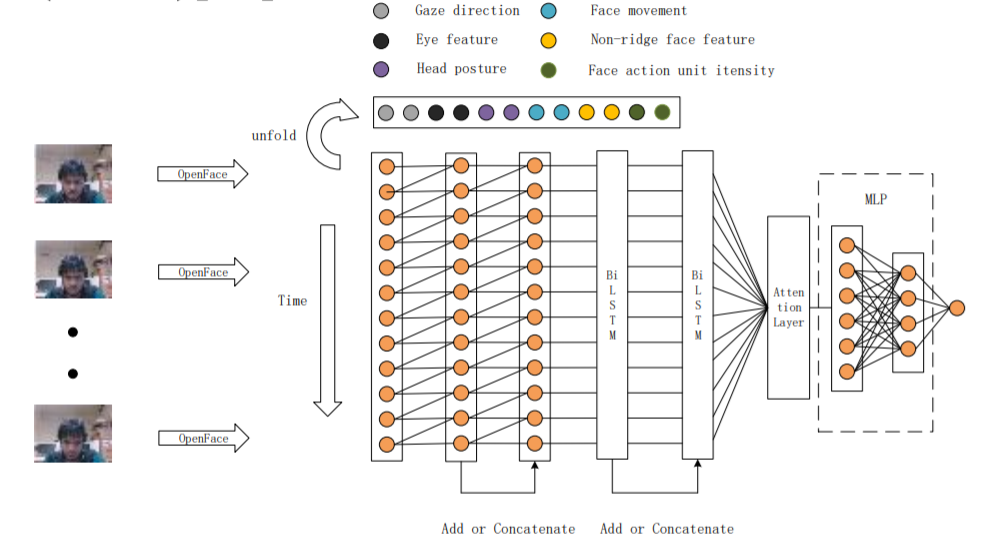 Gaze direction
Face movement
Eye feature
Non-ridge face feature
Head posture
Face action unit itensity
unfold
OpenFace
MLP
OpenFace
Time
Bi
L
S
T
M
Bi
L
S
T
M
Atten
tion
Layer
OpenFace
Add or Concatenate
Add or Concatenate